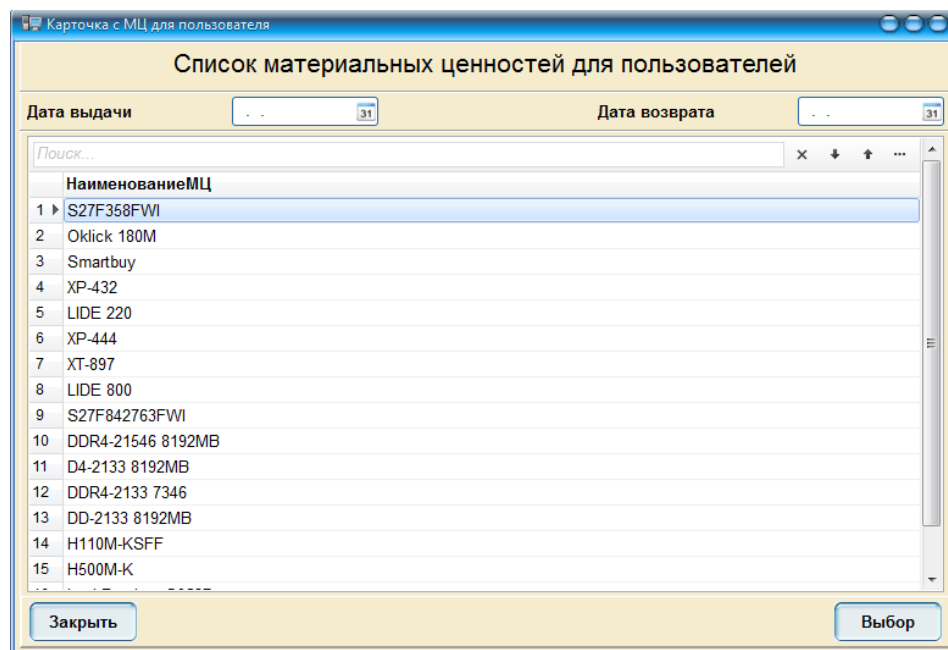 Карточка с МЦ для пользователя
Список материальных ценностей для пользователей
Дата выдачи . . 31 Дата возврата . . 31
Поиск...
НаименованиеМЦ
1 S27F358FWI
2 Oklick 180M
3 Smartbuy
4 XP-432
5 LIDE 220
6 XP-444
7 XT-897
8 LIDE 800
9 S27F842763FWI
10 DDR4-21546 8192MB
11 D4-2133 8192MB
12 DDR4-2133 7346
13 DD-2133 8192MB
14 H110M-KSFF
15 H500M-K
Закрыть Выбор